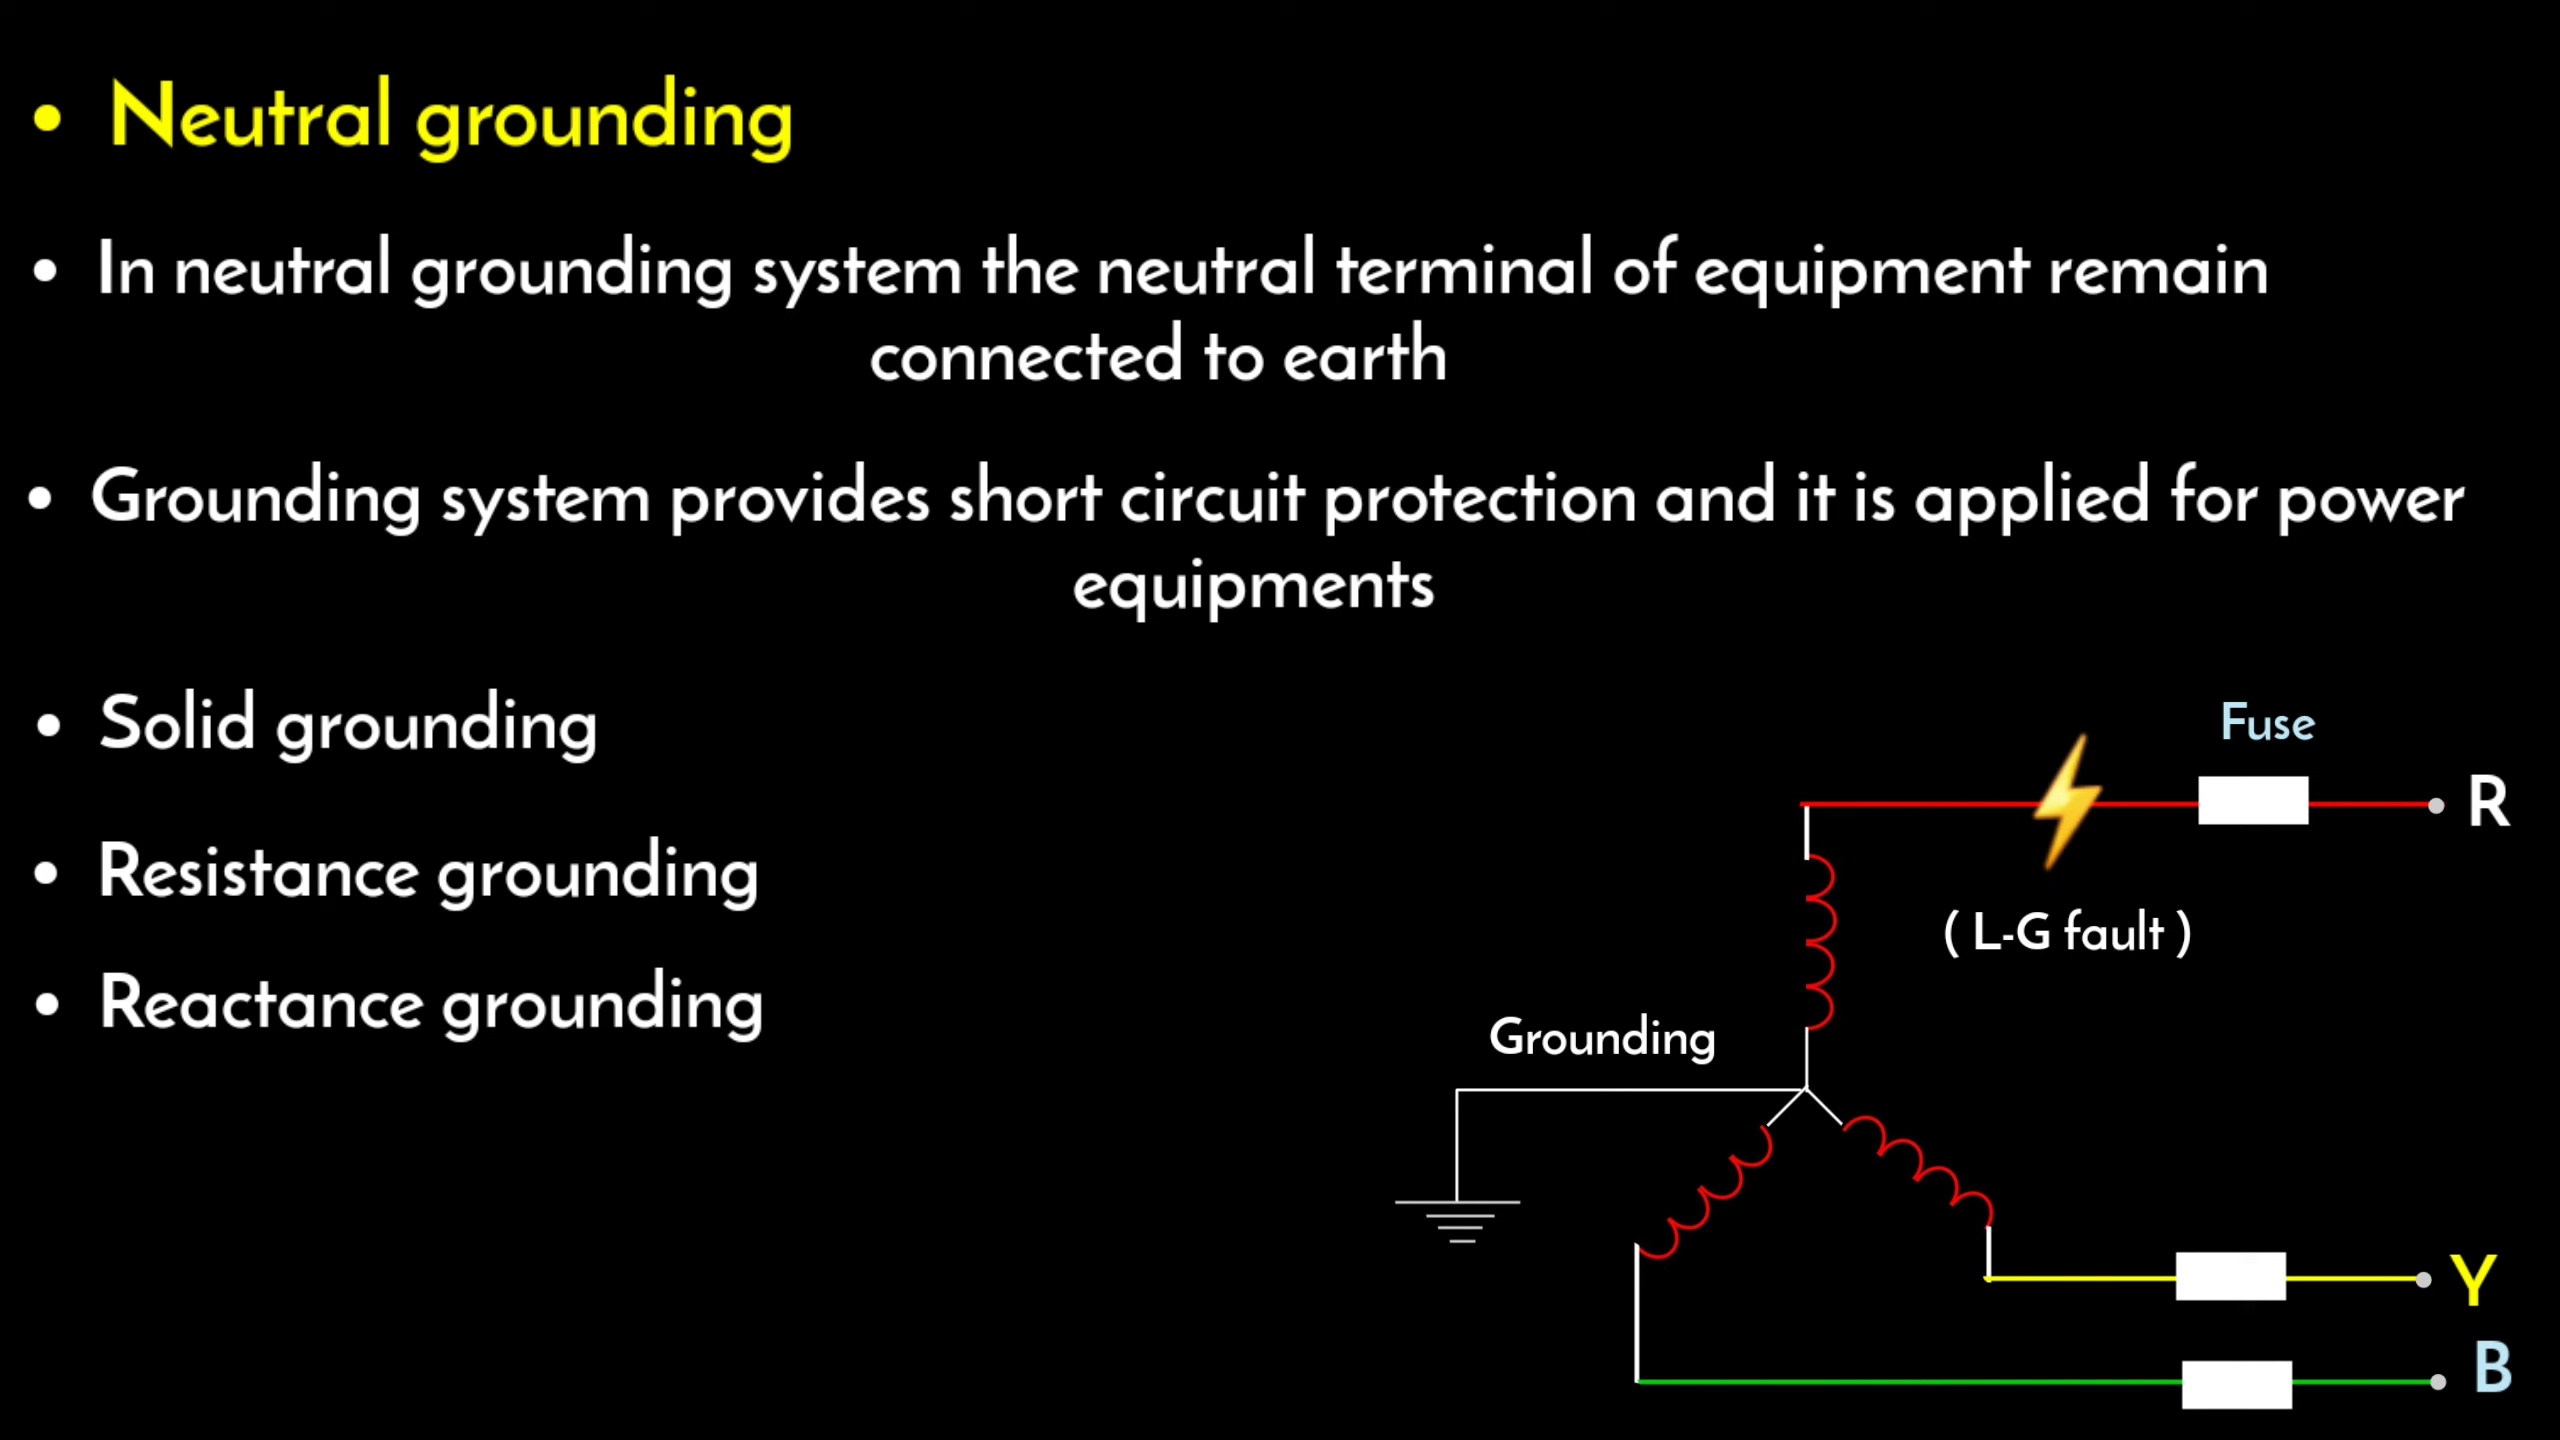 • Neutral grounding
• In neutral grounding system the neutral terminal of equipment remain
connected to earth
• Grounding system provides short circuit protection and it is applied for power
equipments
• Solid grounding
• Resistance grounding
• Reactance grounding
Fuse
R
( L-G fault )
Grounding
Y
B